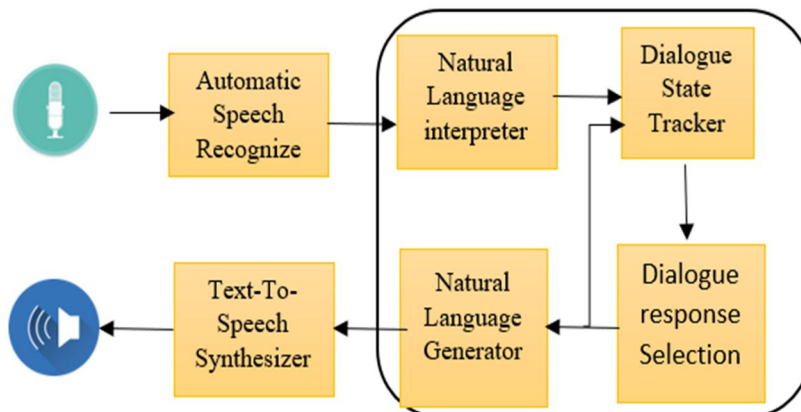 Automatic
Speech
Recognize
Natural
Language
interpreter
Dialogue
State
Tracker
Text-To-
Speech
Synthesizer
Natural
Language
Generator
Dialogue
response
Selection